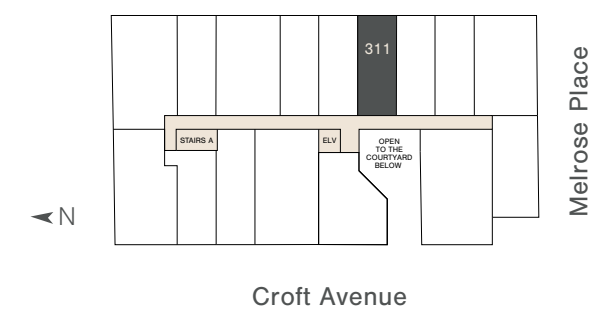 311
Melrose Place
STAIRS A
ELV
OPEN
TO THE
COURTYARD
BELOW
N
Croft Avenue